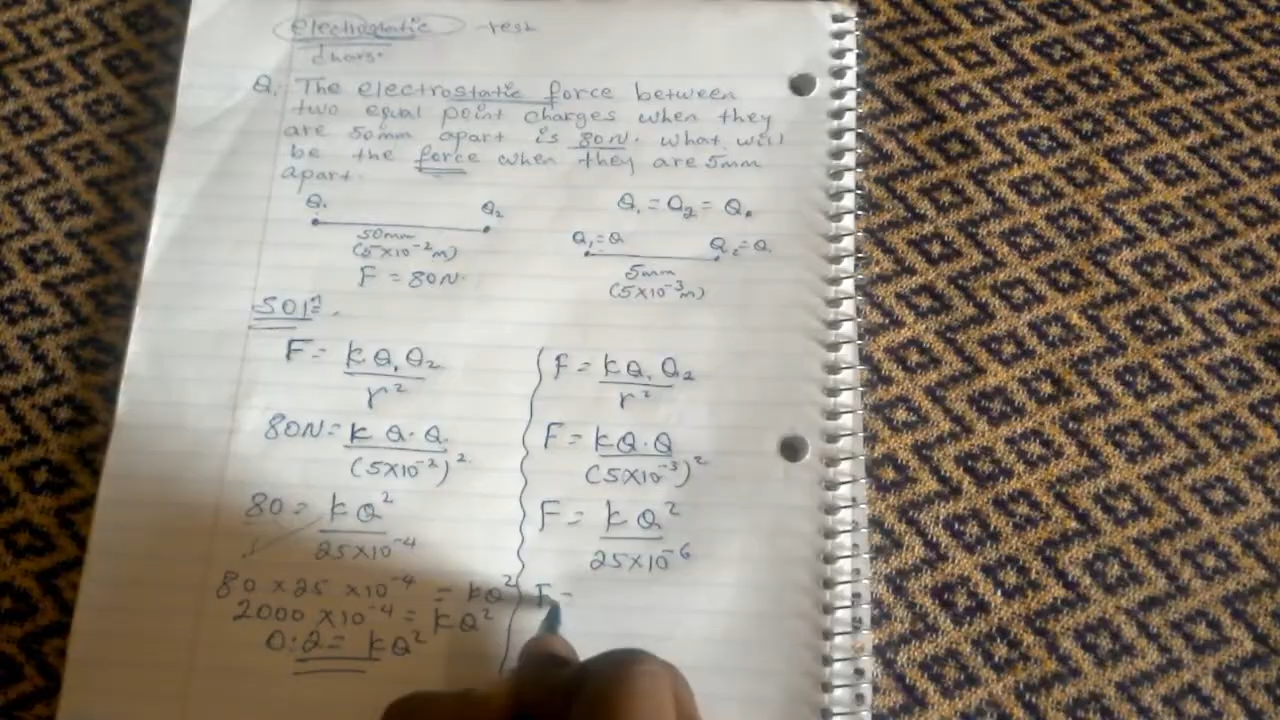 electrostatic
Q. The electrostatic force between
two equal point charges when they
are 50mm apart is 80N. What will
be the force when they are 5mm
apart.
Q₁ Q₂
50mm
(5×10⁻²m)
F = 80N.
Q₁ = Q₂ = Q.
Q₁=Q Q₂=Q.
5mm
(5×10⁻³m)
Solⁿ.
F = kQ₁Q₂/r²
80N = kQ·Q/(5×10⁻²)²
80 = kQ²/25×10⁻⁴
80×25×10⁻⁴ = kQ²
2000×10⁻⁴ = kQ²
0.2 = kQ²
F = kQ₁Q₂/r²
F = kQ·Q/(5×10⁻³)²
F = kQ²/25×10⁻⁶
F =